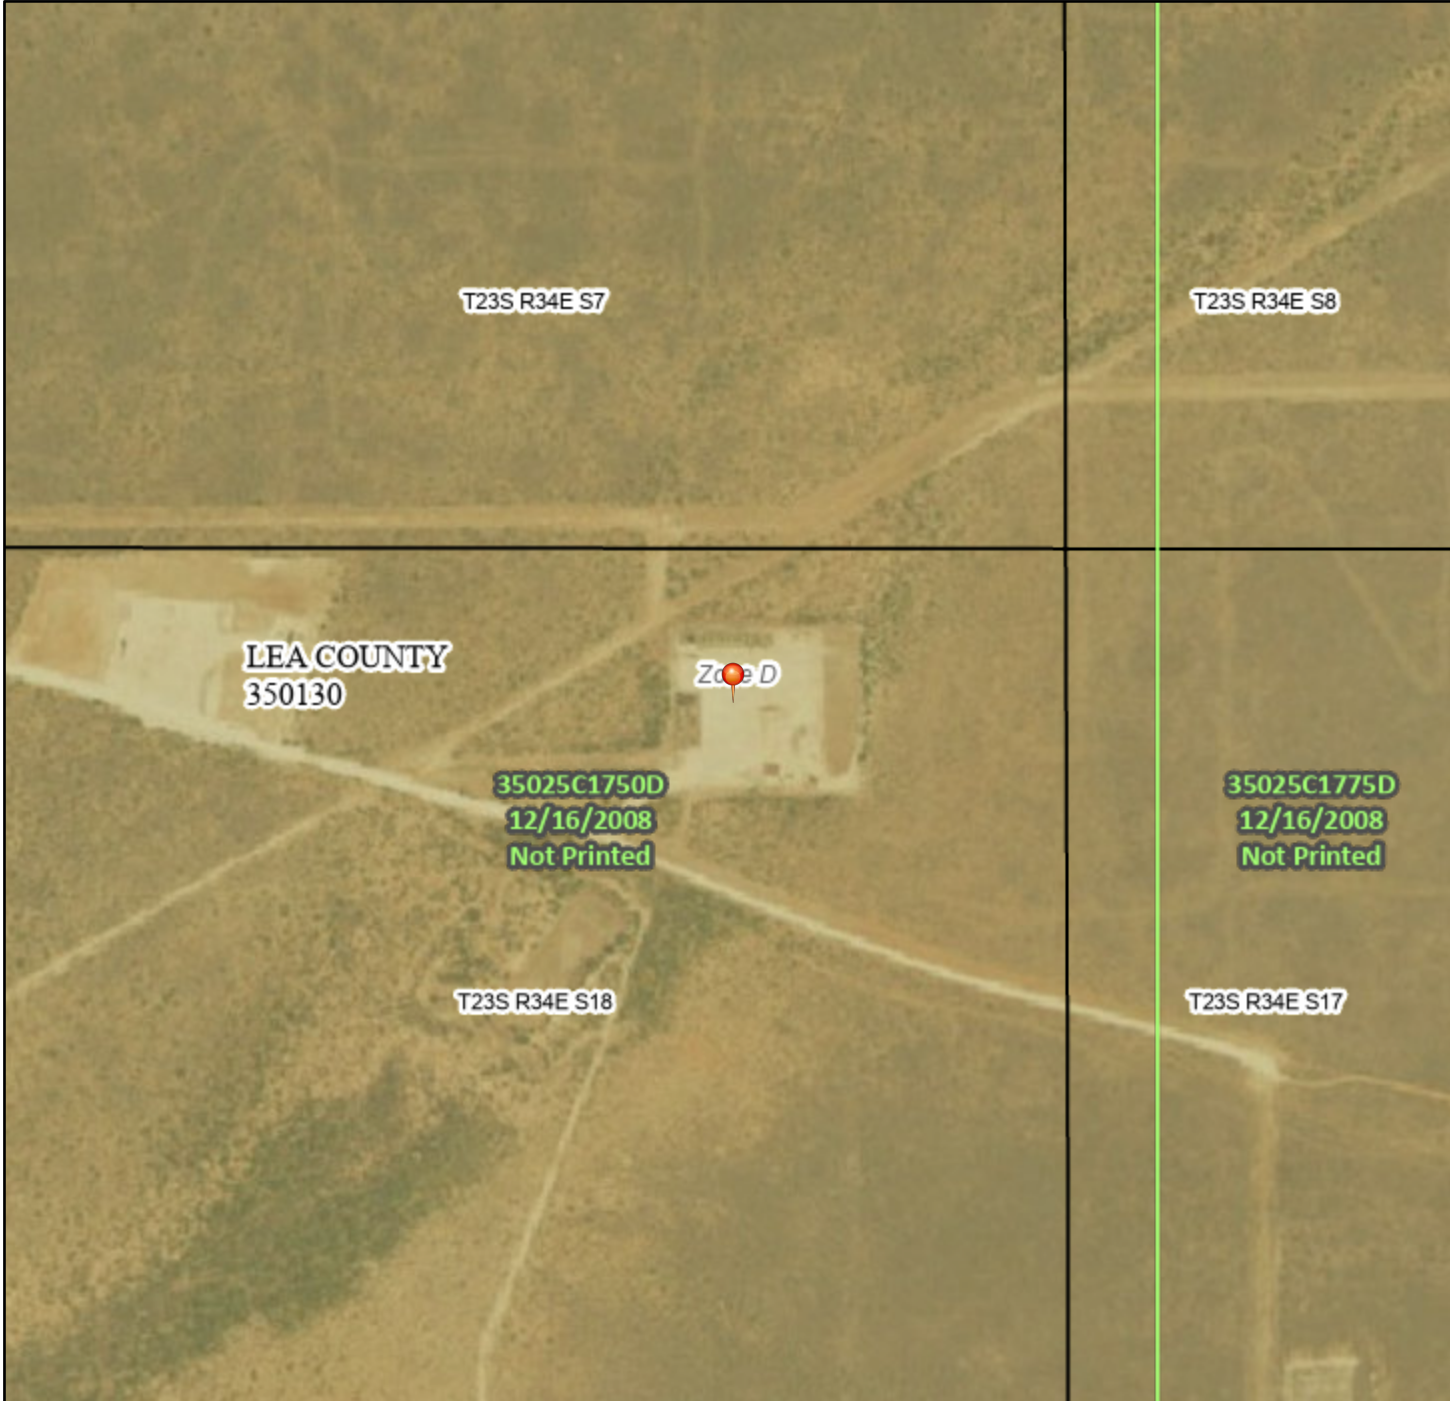 T23S R34E S7
T23S R34E S8
LEA COUNTY
350130
Zone D
35025C1750D
12/16/2008
Not Printed
35025C1775D
12/16/2008
Not Printed
T23S R34E S18
T23S R34E S17